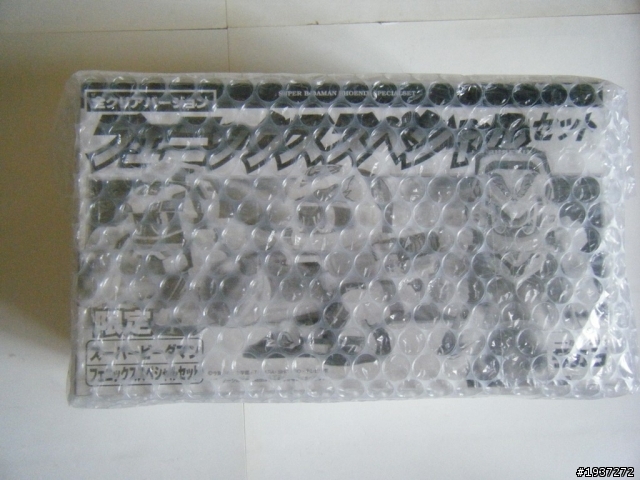 全クリアバージョン
SUPER B-DAMAN PHOENIX SPECIAL SET
フェニックススペシャルセット
限定
スーパービーダマン
フェニックススペシャルセット
#1937272